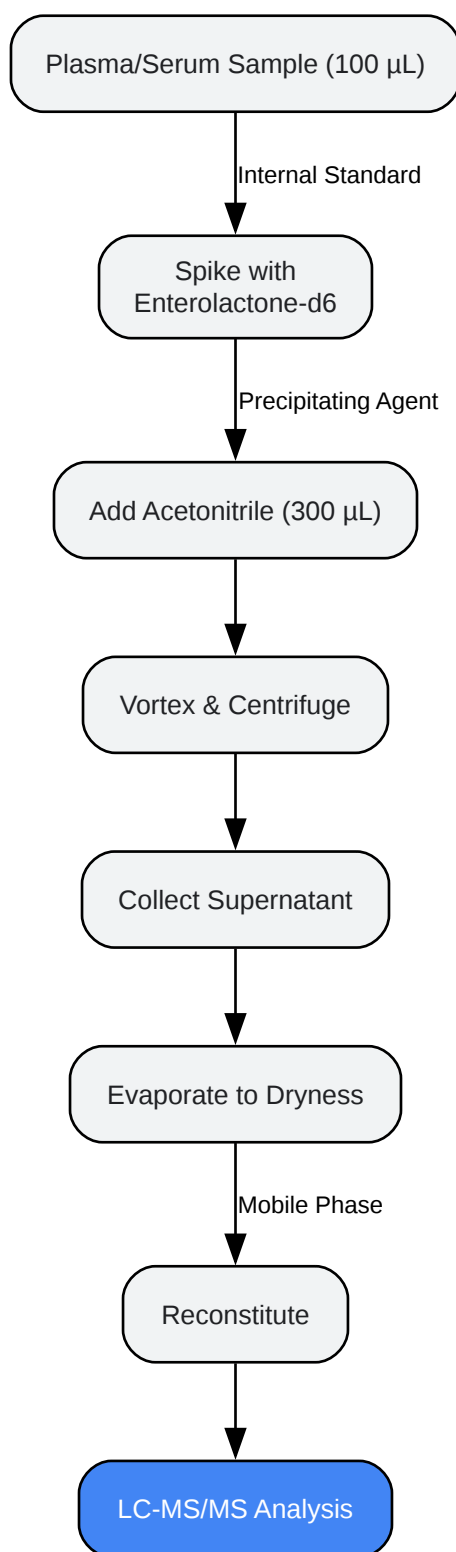 Plasma/Serum Sample (100 µL)
Internal Standard
Spike with
Enterolactone-d6
Precipitating Agent
Add Acetonitrile (300 µL)
Vortex & Centrifuge
Collect Supernatant
Evaporate to Dryness
Mobile Phase
Reconstitute
LC-MS/MS Analysis